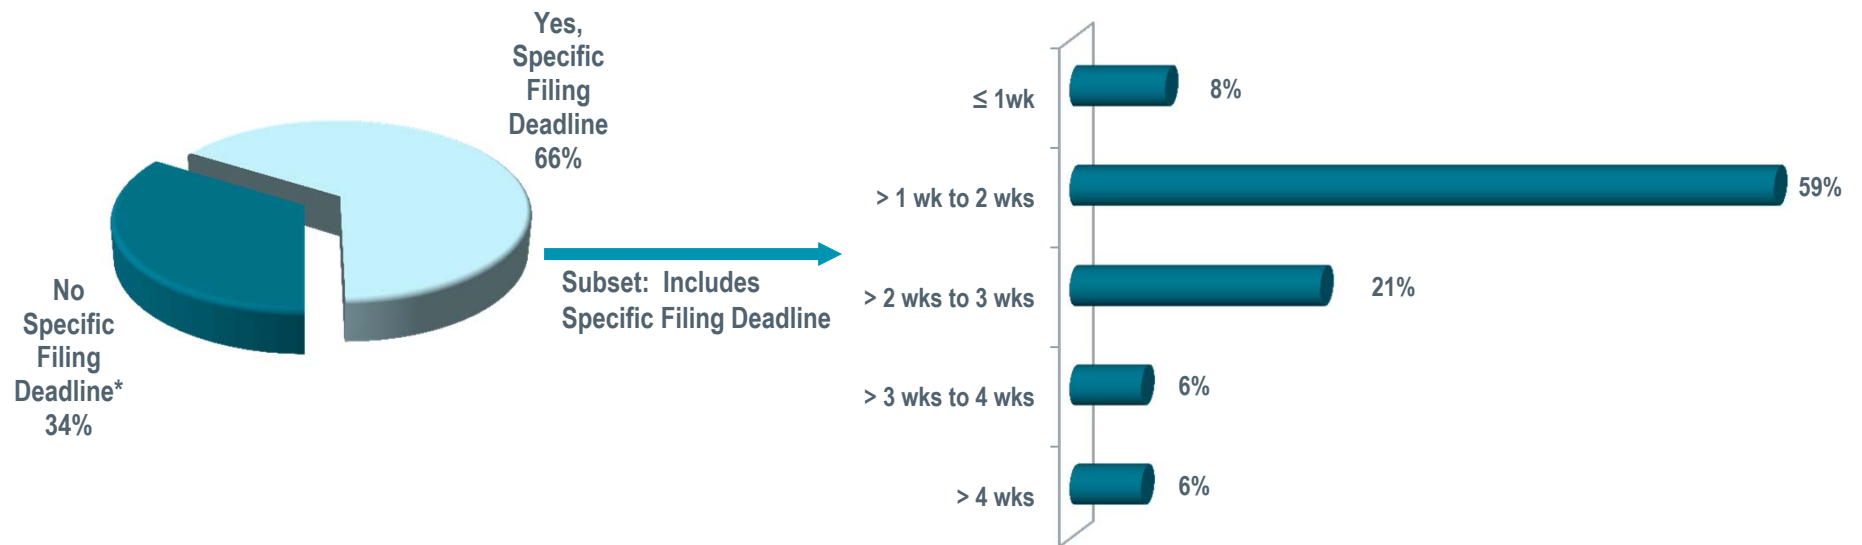 Yes,
Specific
Filing
Deadline
66%
No
Specific
Filing
Deadline*
34%
Subset:  Includes
Specific Filing Deadline
≤ 1wk
8%
> 1 wk to 2 wks
59%
> 2 wks to 3 wks
21%
> 3 wks to 4 wks
6%
> 4 wks
6%